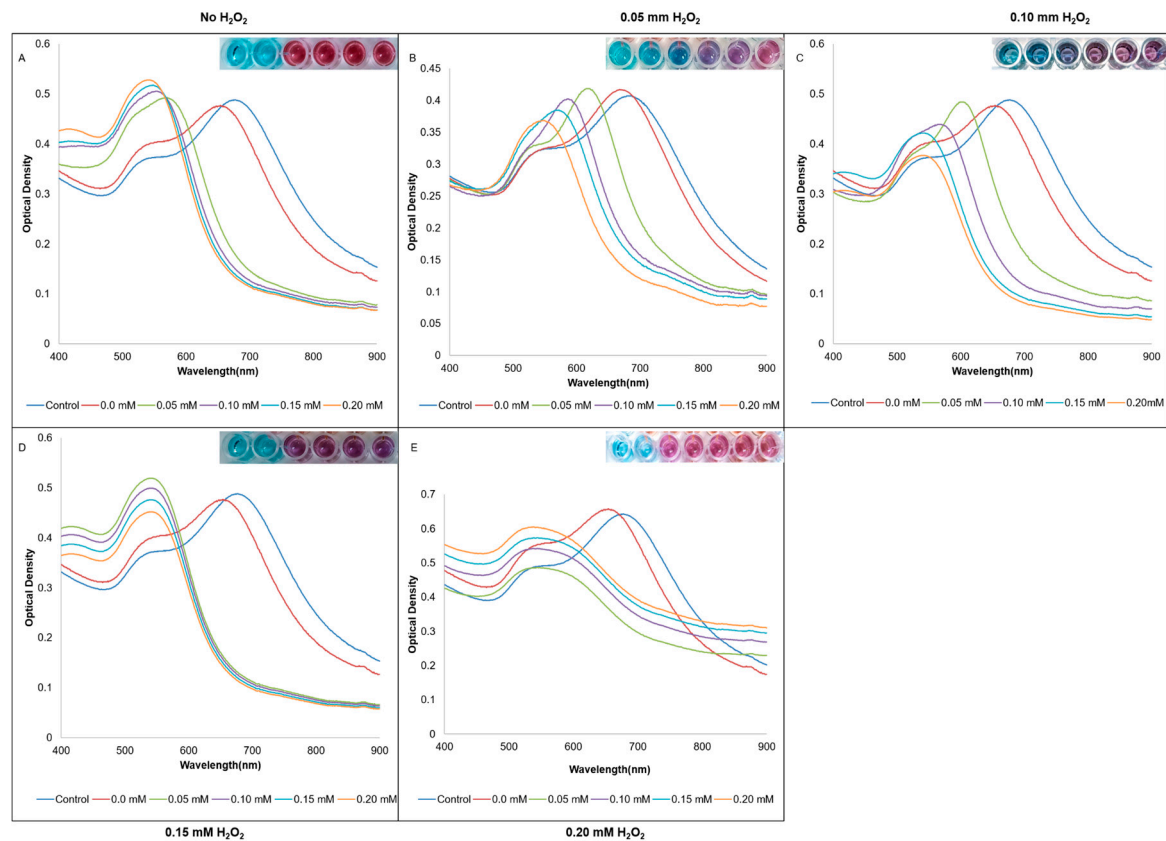 No H₂O₂
0.05 mm H₂O₂
0.10 mm H₂O₂
A
0.6
0.5
0.4
0.3
0.2
0.1
0
Optical Density
400 500 600 700 800 900
Wavelength(nm)
Control 0.0 mM 0.05 mM 0.10 mM 0.15 mM 0.20 mM
B
0.45
0.4
0.35
0.3
0.25
0.2
0.15
0.1
0.05
0
Optical Density
400 500 600 700 800 900
Wavelength(nm)
Control 0.0 mM 0.05 mM 0.10 mM 0.15 mM 0.20 mM
C
0.6
0.5
0.4
0.3
0.2
0.1
0
Optical Density
400 500 600 700 800 900
Wavelength(nm)
Control 0.0 mM 0.05 mM 0.10 mM 0.15 mM 0.20mM
D
0.6
0.5
0.4
0.3
0.2
0.1
0
Optical Density
400 500 600 700 800 900
Wavelength(nm)
Control 0.0 mM 0.05 mM 0.10 mM 0.15 mM 0.20 mM
E
0.7
0.6
0.5
0.4
0.3
0.2
0.1
0
Optical Density
400 500 600 700 800 900
Wavelength(nm)
Control 0.0 mM 0.05 mM 0.10 mM 0.15 mM 0.20 mM
0.15 mM H₂O₂
0.20 mM H₂O₂